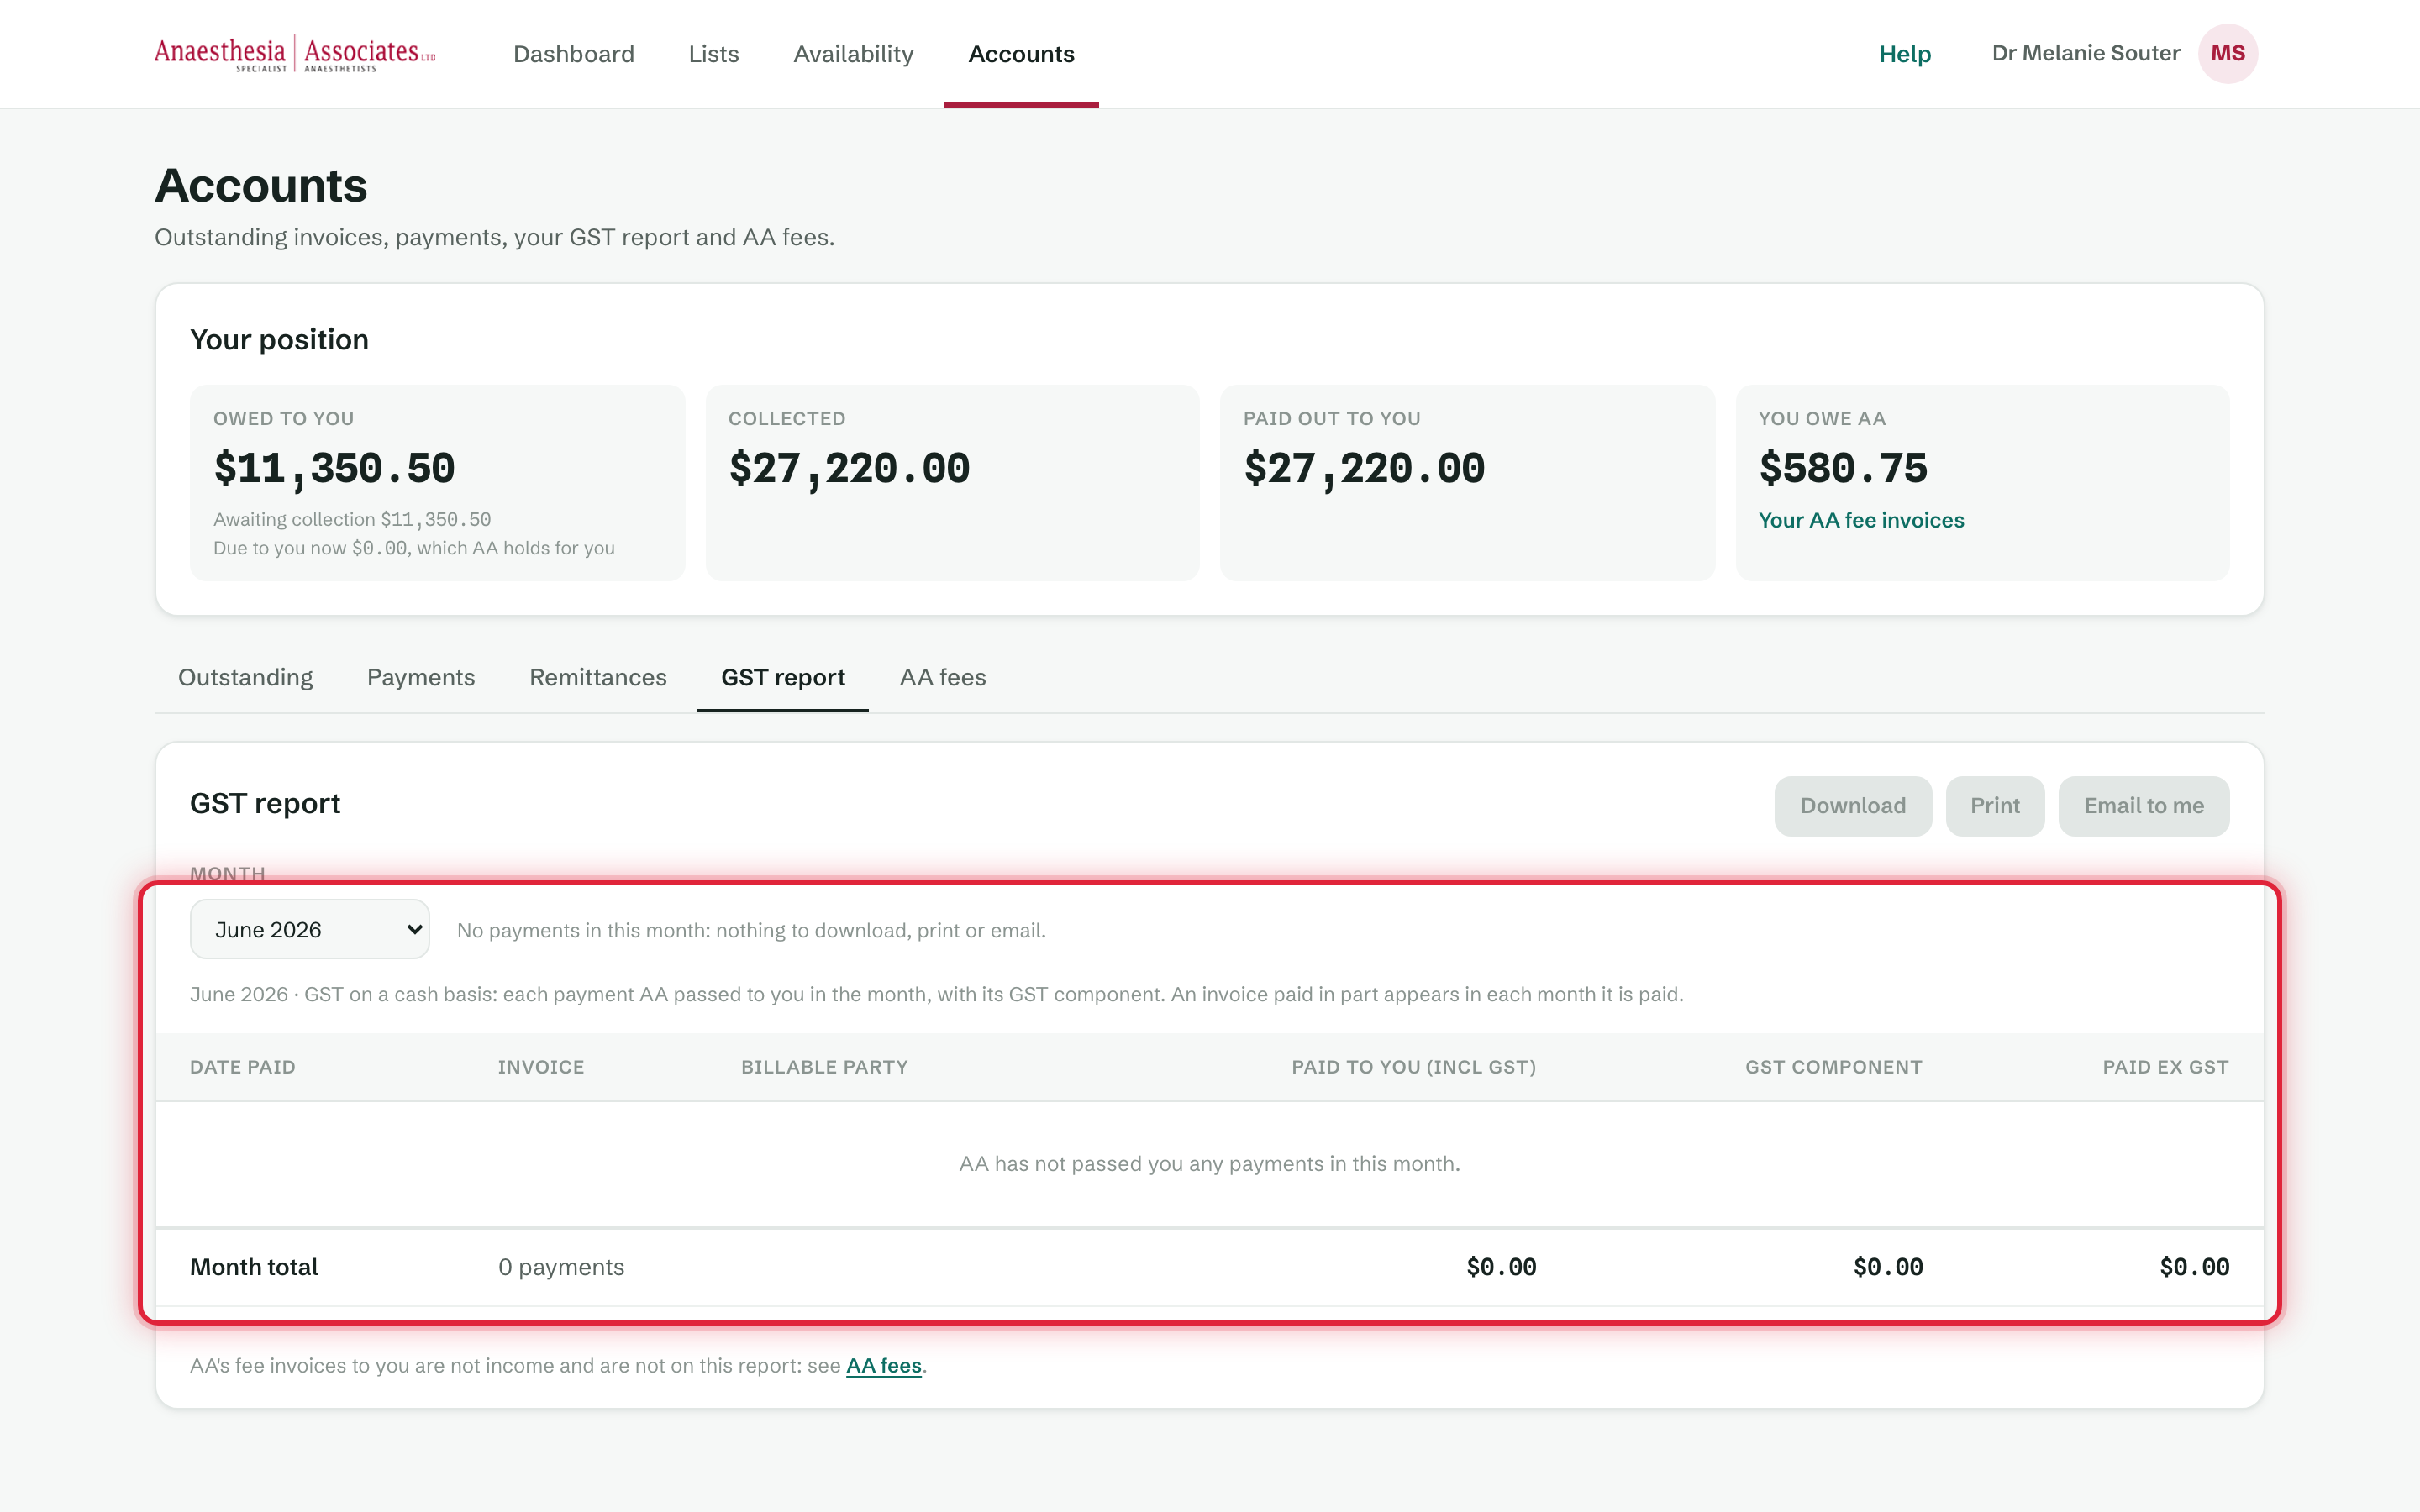 Anaesthesia | Associates LTD
SPECIALIST ANAESTHETISTS
Dashboard
Lists
Availability
Accounts
Help
Dr Melanie Souter
MS
Accounts
Outstanding invoices, payments, your GST report and AA fees.
Your position
OWED TO YOU
$11,350.50
Awaiting collection $11,350.50
Due to you now $0.00, which AA holds for you
COLLECTED
$27,220.00
PAID OUT TO YOU
$27,220.00
YOU OWE AA
$580.75
Your AA fee invoices
Outstanding
Payments
Remittances
GST report
AA fees
GST report
Download
Print
Email to me
MONTH
June 2026
No payments in this month: nothing to download, print or email.
June 2026 · GST on a cash basis: each payment AA passed to you in the month, with its GST component. An invoice paid in part appears in each month it is paid.
DATE PAID INVOICE BILLABLE PARTY PAID TO YOU (INCL GST) GST COMPONENT PAID EX GST
AA has not passed you any payments in this month.
Month total 0 payments $0.00 $0.00 $0.00
AA's fee invoices to you are not income and are not on this report: see AA fees.